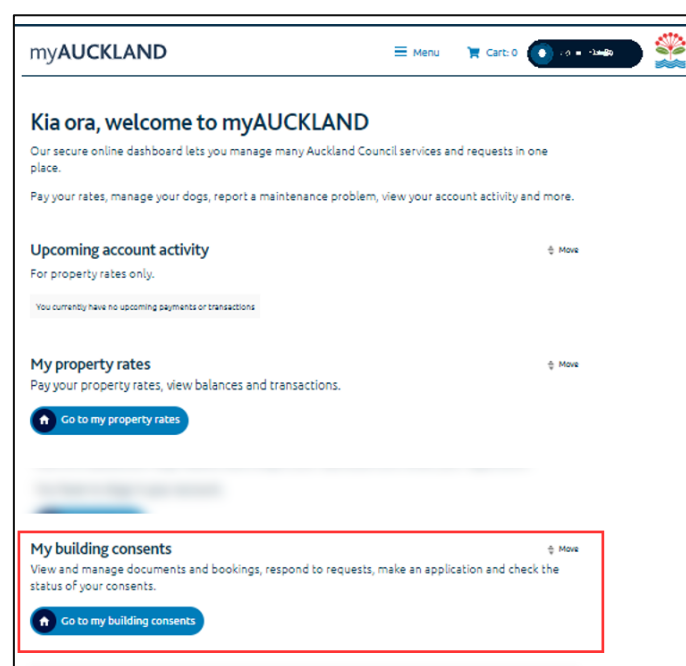 myAUCKLAND
Menu
Cart: 0
Kia ora, welcome to myAUCKLAND
Our secure online dashboard lets you manage many Auckland Council services and requests in one
place.
Pay your rates, manage your dogs, report a maintenance problem, view your account activity and more.
Upcoming account activity
Move
For property rates only.
You currently have no upcoming payments or transactions
My property rates
Move
Pay your property rates, view balances and transactions.
Go to my property rates
My building consents
Move
View and manage documents and bookings, respond to requests, make an application and check the
status of your consents.
Go to my building consents